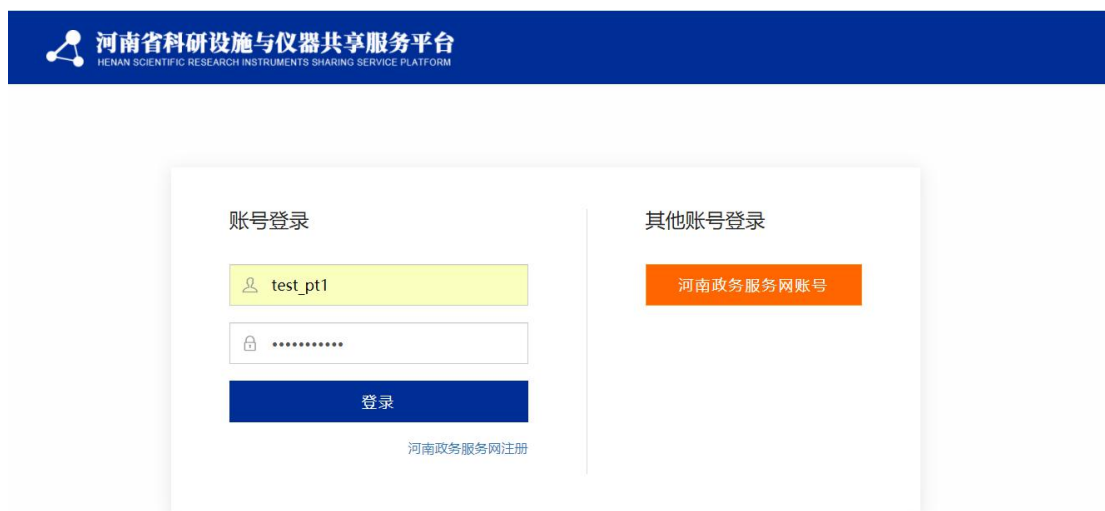 河南省科研设施与仪器共享服务平台
HENAN SCIENTIFIC RESEARCH INSTRUMENTS SHARING SERVICE PLATFORM
账号登录
test_pt1
•••••••••••
登录
河南政务服务网注册
其他账号登录
河南政务服务网账号